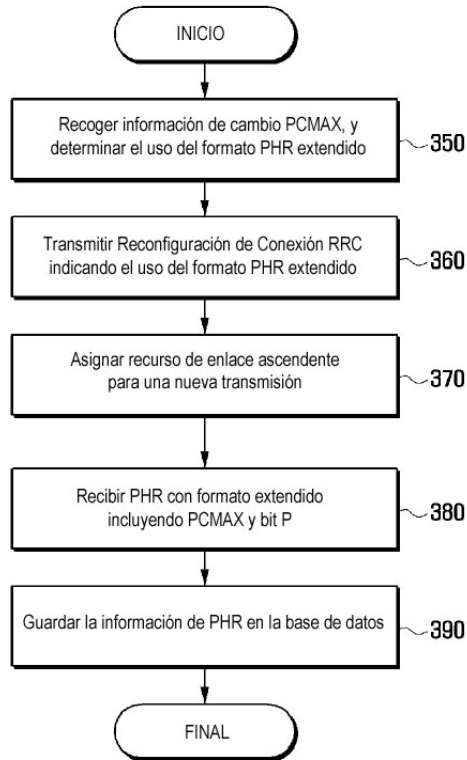 INICIO
Recoger información de cambio PCMAX, y
determinar el uso del formato PHR extendido
350
Transmitir Reconfiguración de Conexión RRC
indicando el uso del formato PHR extendido
360
Asignar recurso de enlace ascendente
para una nueva transmisión
370
Recibir PHR con formato extendido
incluyendo PCMAX y bit P
380
Guardar la información de PHR en la base de datos
390
FINAL